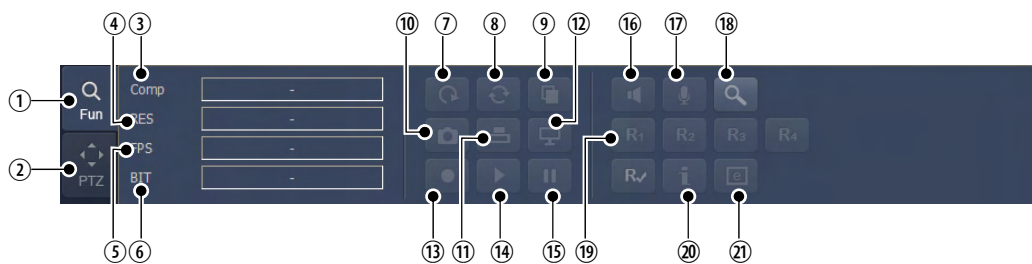 ④ ③ ⑩ ⑦ ⑧ ⑨ ⑫ ⑯ ⑰ ⑱
① Fun Comp -
RES -
② PTZ FPS -
BIT -
R1 R2 R3 R4
R✓ i e
⑤ ⑥ ⑬ ⑪ ⑭ ⑮ ⑲ ⑳ ㉑